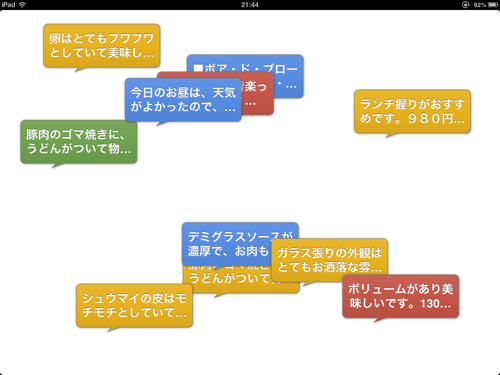 iPad
21:44
92%
卵はとてもフワフワ
としていて美味し…
■ボア・ド・ブロー
音楽っ
今日のお昼は、天気
がよかったので、…
ランチ握りがおすす
めです。９８０円…
豚肉のゴマ焼きに、
うどんがついて物…
デミグラスソースが
濃厚で、お肉も
うどんがついて
ガラス張りの外観は
とてもお洒落な雰…
シュウマイの皮はモ
チモチとしていて…
ボリュームがあり美
味しいです。130…